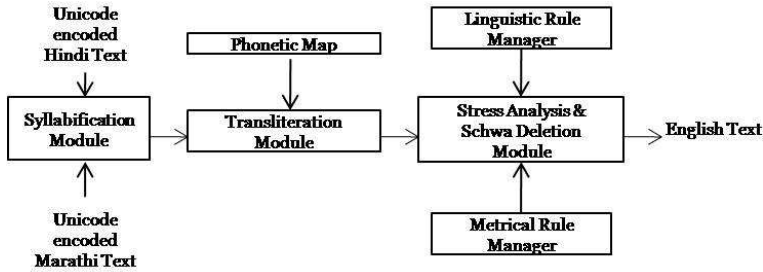 Unicode
encoded
Hindi Text
Phonetic Map
Linguistic Rule
Manager
Syllabification
Module
Transliteration
Module
Stress Analysis &
Schwa Deletion
Module
English Text
Unicode
encoded
Marathi Text
Metrical Rule
Manager